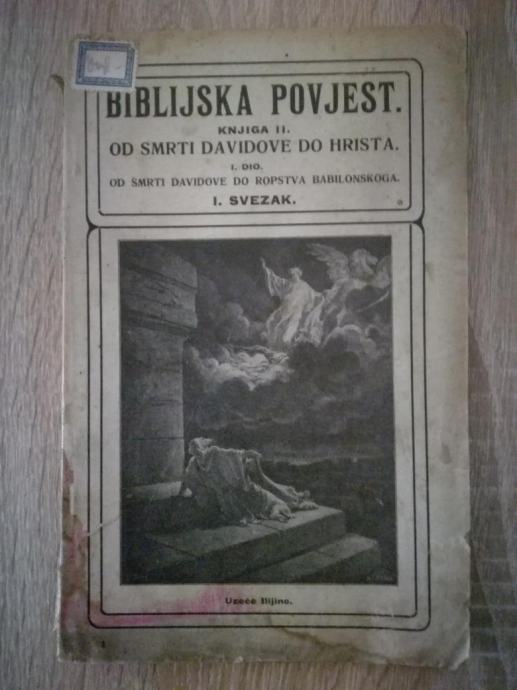 BIBLIJSKA POVJEST.
KNJIGA II.
OD SMRTI DAVIDOVE DO HRISTA.
I. DIO.
OD SMRTI DAVIDOVE DO ROPSTVA BABILONSKOGA.
I. SVEZAK.
Uzeće Ilijino.
1